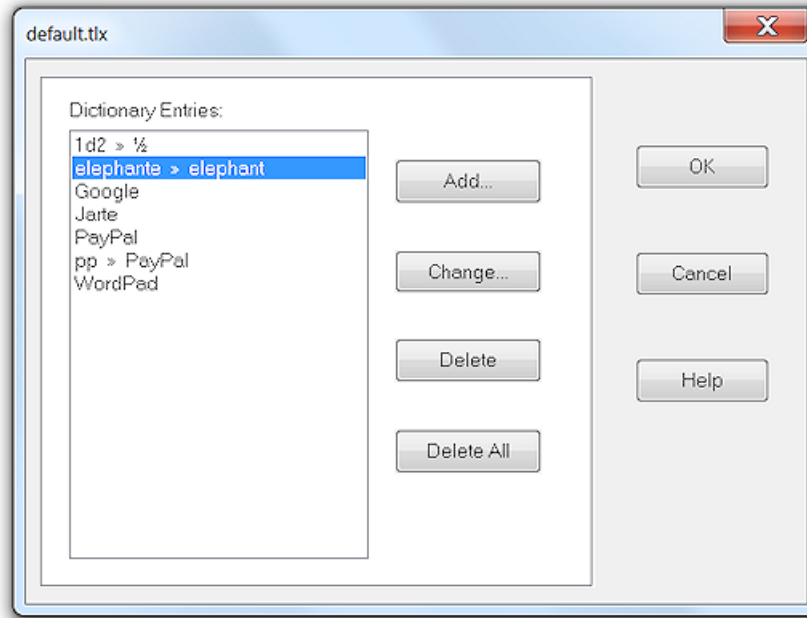 default.tlx
X
Dictionary Entries:
1d2 » ½
elephante » elephant
Google
Jarte
PayPal
pp » PayPal
WordPad
Add...
Change...
Delete
Delete All
OK
Cancel
Help